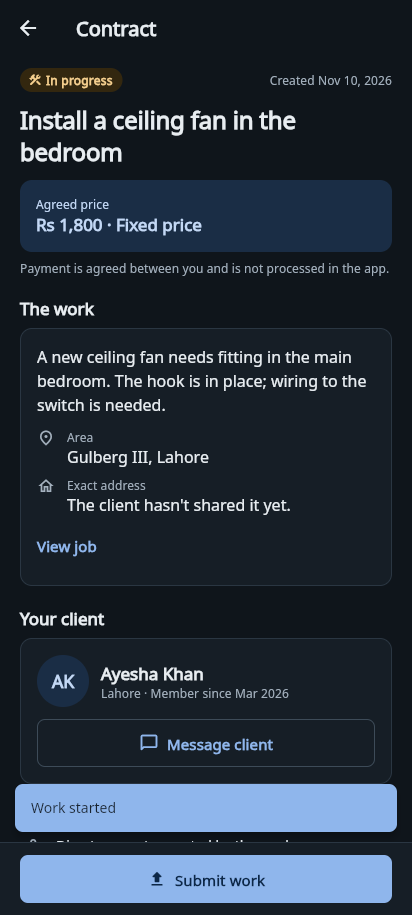 Contract
In progress
Created Nov 10, 2026
Install a ceiling fan in the
bedroom
Agreed price
Rs 1,800 · Fixed price
Payment is agreed between you and is not processed in the app.
The work
A new ceiling fan needs fitting in the main
bedroom. The hook is in place; wiring to the
switch is needed.
Area
Gulberg III, Lahore
Exact address
The client hasn't shared it yet.
View job
Your client
AK
Ayesha Khan
Lahore · Member since Mar 2026
Message client
Work started
Submit work